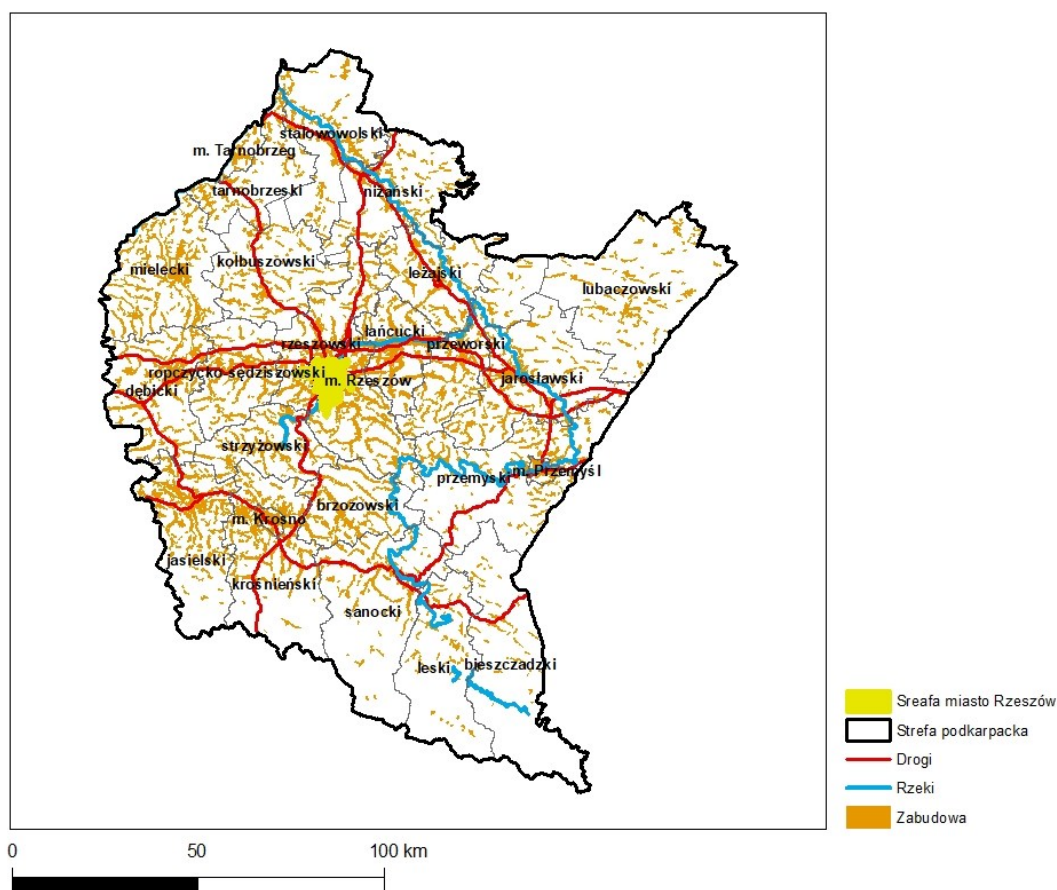 stalowowolski
m. Tarnobrzeg
tarnobrzeski
niżański
kolbuszowski
mielecki
leżajski
lubaczowski
łańcucki
rzeszowski
przeworski
ropczycko-sędziszowski
m. Rzeszów
jarosławski
dębicki
strzyżowski
przemyski
m. Przemyśl
brzozowski
m. Krosno
jasielski
krośnieński
sanocki
leski
bieszczadzki
Sreafa miasto Rzeszów
Strefa podkarpacka
Drogi
Rzeki
Zabudowa
0 50 100 km